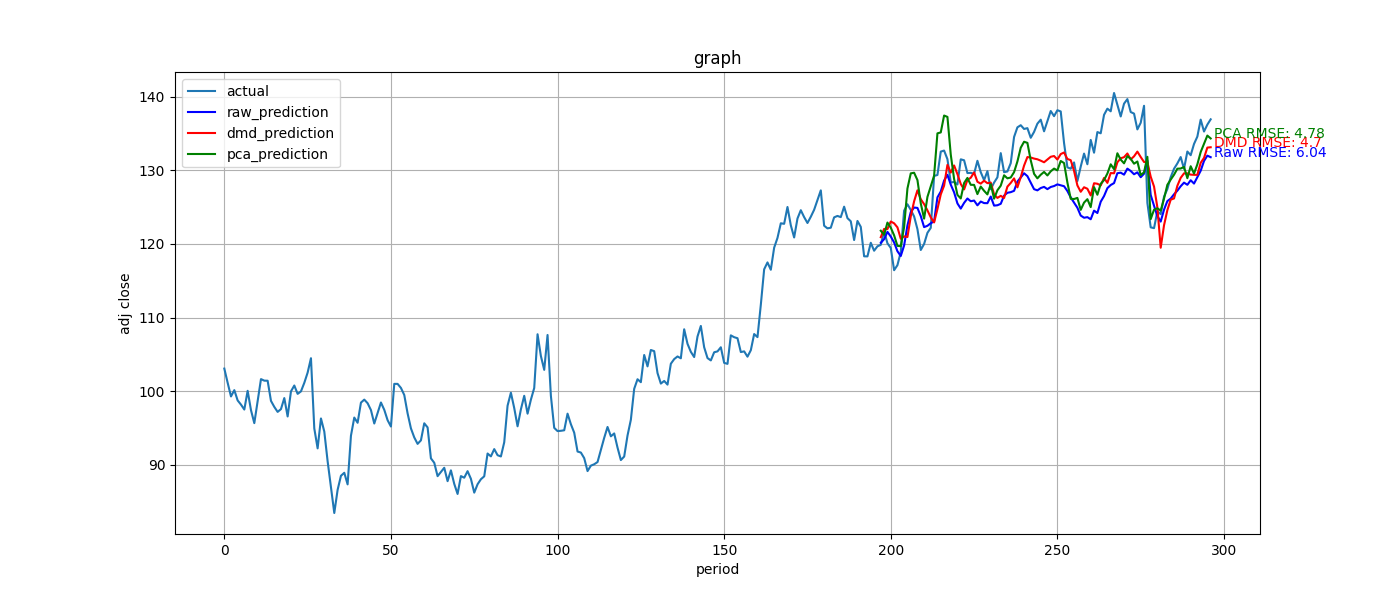 graph
actual
raw_prediction
dmd_prediction
pca_prediction
adj close
140
130
120
110
100
90
PCA RMSE: 4.78
DMD RMSE: 4.7
Raw RMSE: 6.04
0
50
100
150
200
250
300
period